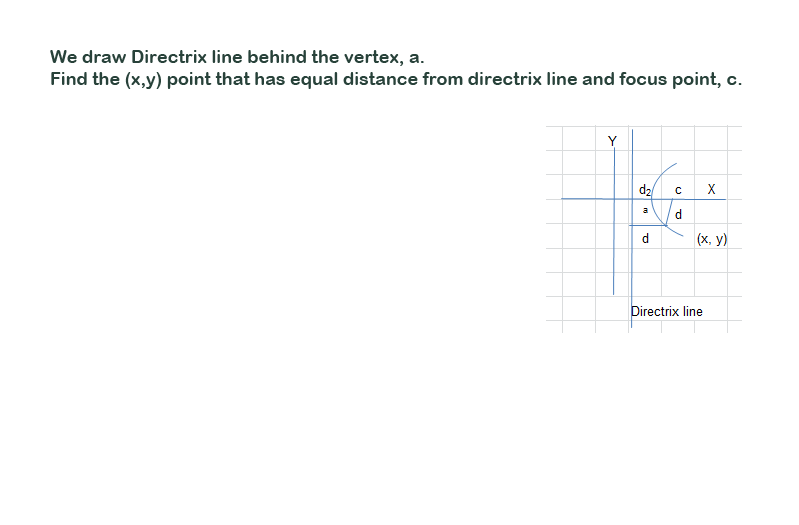 We draw Directrix line behind the vertex, a.
Find the (x,y) point that has equal distance from directrix line and focus point, c.
Y
d2 c X
a d
d (x, y)
Directrix line